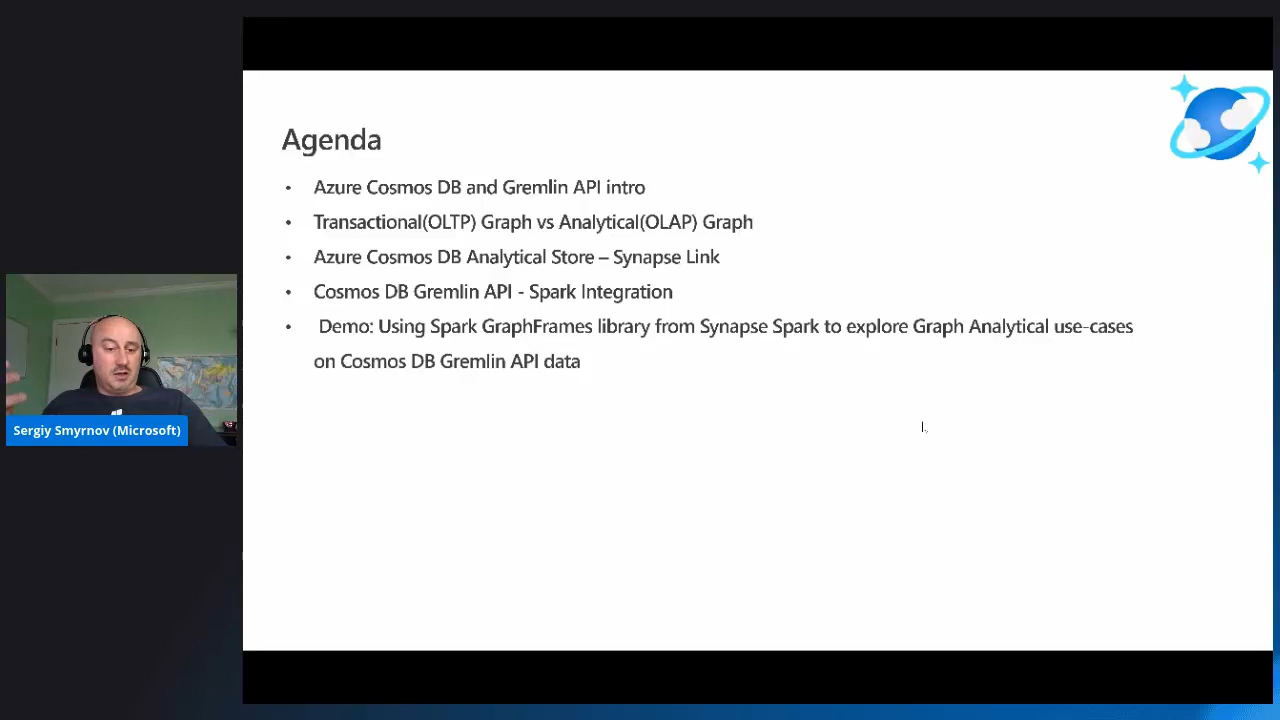 Agenda
• Azure Cosmos DB and Gremlin API intro
• Transactional(OLTP) Graph vs Analytical(OLAP) Graph
• Azure Cosmos DB Analytical Store – Synapse Link
• Cosmos DB Gremlin API - Spark Integration
• Demo: Using Spark GraphFrames library from Synapse Spark to explore Graph Analytical use-cases
on Cosmos DB Gremlin API data
Sergiy Smyrnov (Microsoft)